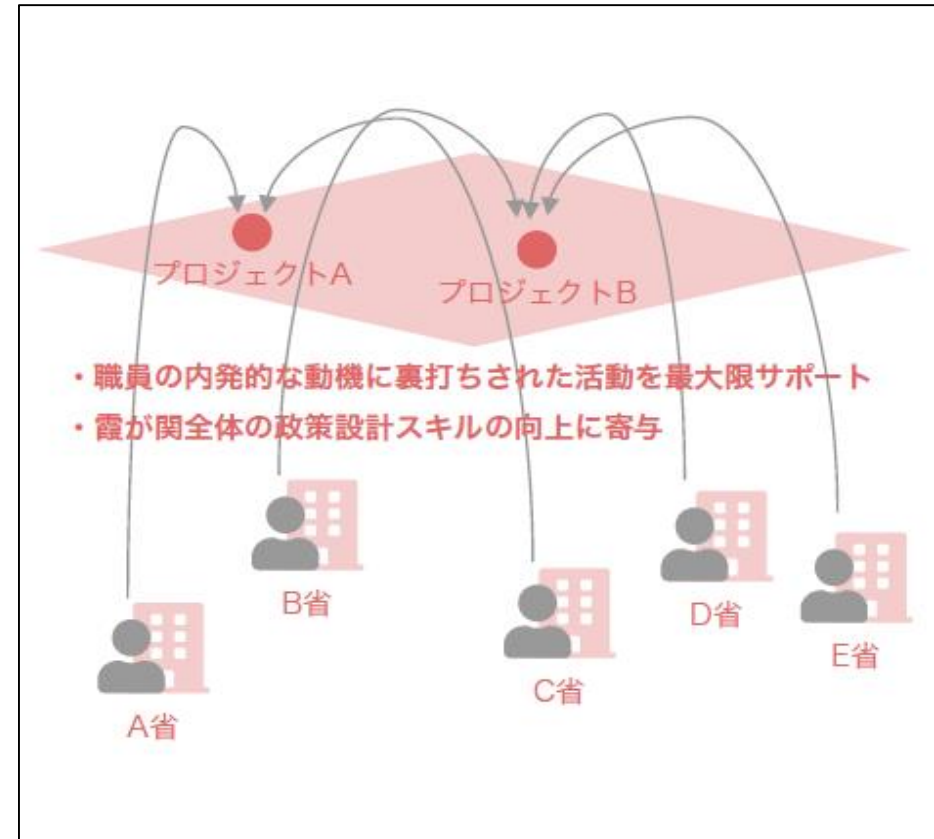 プロジェクトA
プロジェクトB
・職員の内発的な動機に裏打ちされた活動を最大限サポート
・霞が関全体の政策設計スキルの向上に寄与
B省
D省
C省
E省
A省